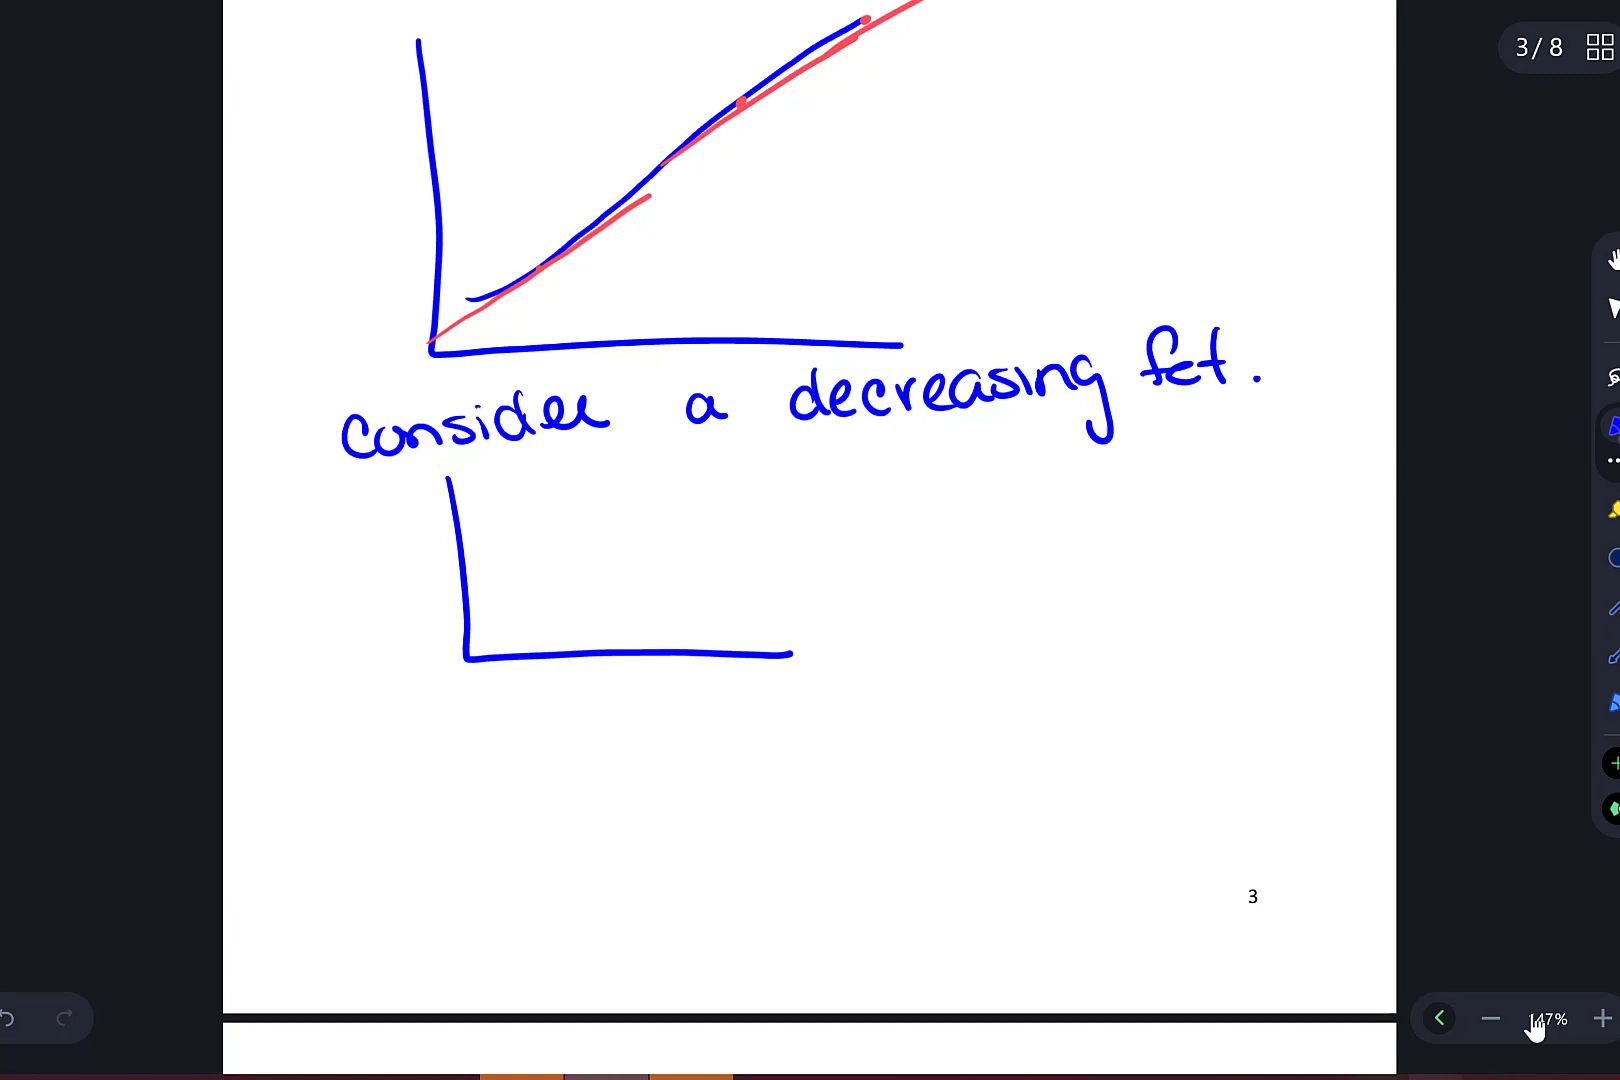 3/8
consider a decreasing fct.
3
147%